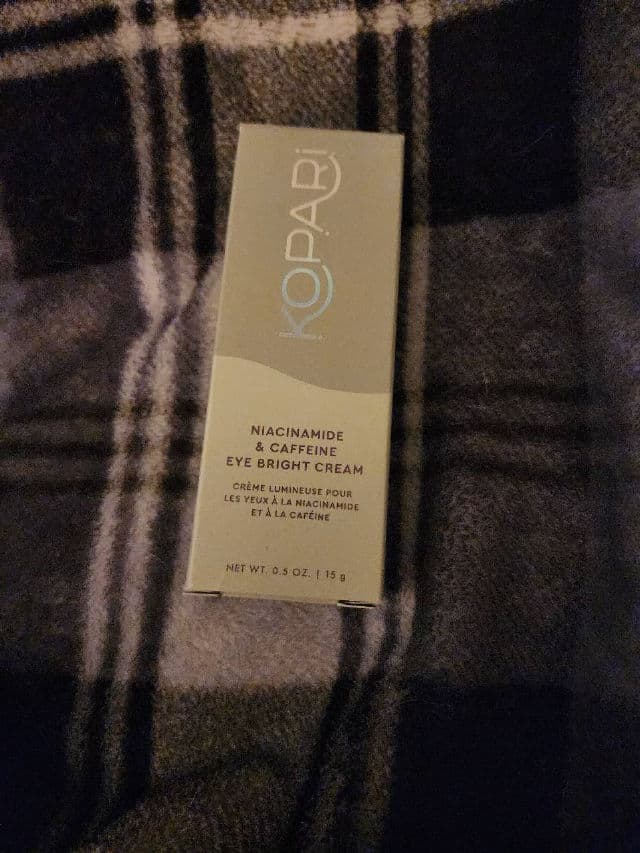 KOPARi
NIACINAMIDE
& CAFFEINE
EYE BRIGHT CREAM
CRÈME LUMINEUSE POUR
LES YEUX À LA NIACINAMIDE
ET À LA CAFÉINE
NET WT. 0.5 OZ. | 15 g